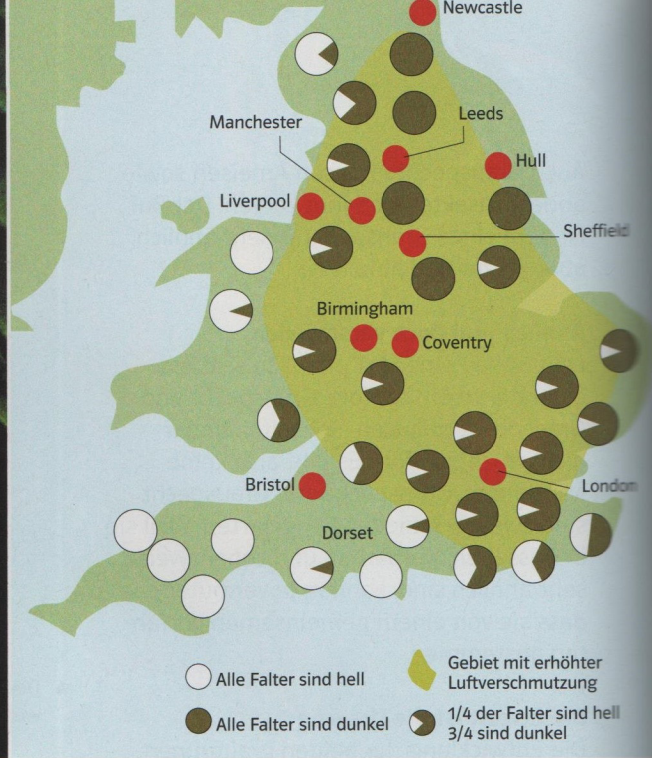 Newcastle
Manchester
Leeds
Hull
Liverpool
Sheffield
Birmingham
Coventry
Bristol
London
Dorset
Alle Falter sind hell
Alle Falter sind dunkel
Gebiet mit erhöhter
Luftverschmutzung
1/4 der Falter sind hell
3/4 sind dunkel